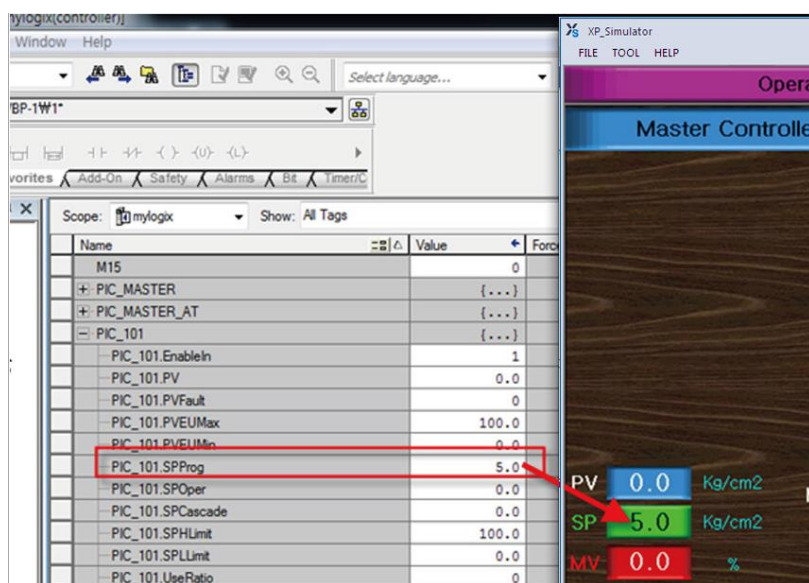 mylogix(controller)]
Window Help
Select language...
/BP-1₩1*
vorites Add-On Safety Alarms Bit Timer/C
Scope: mylogix Show: All Tags
Name Value Force
M15 0
PIC_MASTER {...}
PIC_MASTER_AT {...}
PIC_101 {...}
PIC_101.EnableIn 1
PIC_101.PV 0.0
PIC_101.PVFault 0
PIC_101.PVEUMax 100.0
PIC_101.PVEUMin 0.0
PIC_101.SPProg 5.0
PIC_101.SPOper 0.0
PIC_101.SPCascade 0.0
PIC_101.SPHLimit 100.0
PIC_101.SPLLimit 0.0
PIC_101.UseRatio 0
XP_Simulator
FILE TOOL HELP
Opera
Master Controlle
PV 0.0 Kg/cm2
SP 5.0 Kg/cm2
MV 0.0 %